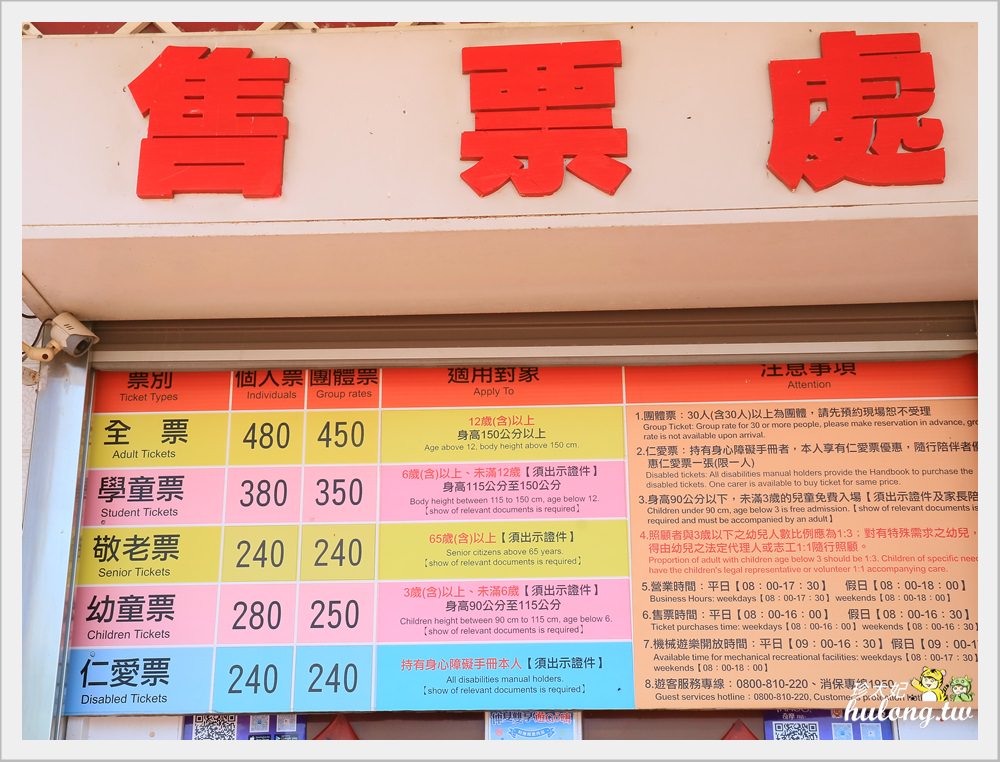 售票處
票別
Ticket Types
個人票
Individuals
團體票
Group rates
適用對象
Apply To
注意事項
Attention
全 票
Adult Tickets
480
450
12歲(含)以上
身高150公分以上
Age above 12, body height above 150 cm.
學童票
Student Tickets
380
350
6歲(含)以上、未滿12歲【須出示證件】
身高115公分至150公分
Body height between 115 to 150 cm, age below 12.
【show of relevant documents is required】
敬老票
Senior Tickets
240
240
65歲(含)以上【須出示證件】
Senior citizens above 65 years.
【show of relevant documents is required】
幼童票
Children Tickets
280
250
3歲(含)以上、未滿6歲【須出示證件】
身高90公分至115公分
Children height between 90 cm to 115 cm, age below 6.
【show of relevant documents is required】
仁愛票
Disabled Tickets
240
240
持有身心障礙手冊本人【須出示證件】
All disabilities manual holders.
【show of relevant documents is required】
1.團體票：30人(含30人)以上為團體，請先預約現場恕不受理
Group Ticket: Group rate for 30 or more people, please make reservation in advance,
rate is not available upon arrival.
2.仁愛票：持有身心障礙手冊者，本人享有仁愛票優惠，隨行陪伴者
惠仁愛票一張(限一人)
Disabled tickets: All disabilities manual holders provide the Handbook to purchase the
disabled tickets. One carer is available to buy ticket for same price.
3.身高90公分以下，未滿3歲的兒童免費入場【須出示證件及家長陪
Children under 90 cm, age below 3 is free admission.【show of relevant documents is
required and must be accompanied by an adult】
4.照顧者與3歲以下之幼兒人數比例應為1:3；對有特殊需求之幼兒，
得由幼兒之法定代理人或志工1:1隨行照顧。
Proportion of adult with children age below 3 should be 1:3. Children of specific
have the children's legal representative or volunteer 1:1 accompanying care.
5.營業時間：平日【08：00-17：30】 假日【08：00-18：00】
Business Hours: weekdays【08：00-17：30】weekends【08：00-18：00】
6.售票時間：平日【08：00-16：00】 假日【08：00-16：30】
Ticket purchases time: weekdays【08：00-16：00】weekends【08：00-16：30
7.機械遊樂開放時間：平日【09：00-16：30】假日【09：00-1
Available time for mechanical recreational facilities: weekdays【08：00-17：30】
weekends【08：00-18：00】
8.遊客服務專線：0800-810-220、消保專線1950
Guest services hotline：0800-810-220,
hulong.tw